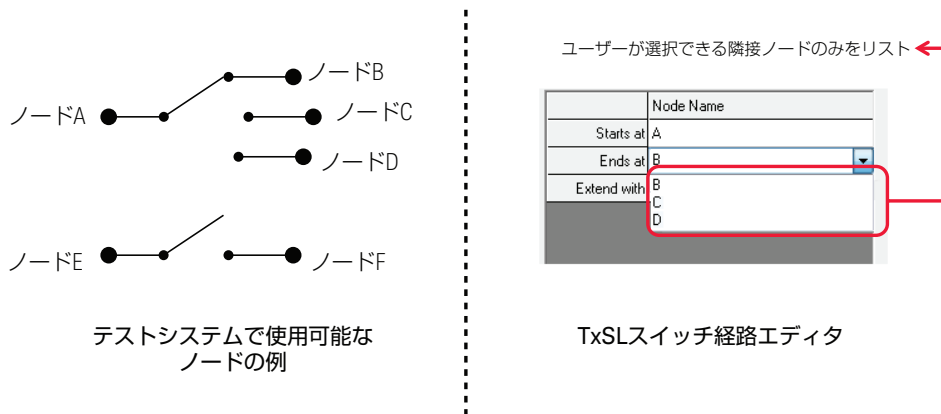 ノードA
ノードB
ノードC
ノードD
ノードE
ノードF
テストシステムで使用可能な
ノードの例
ユーザーが選択できる隣接ノードのみをリスト
Node Name
Starts at A
Ends at B
Extend with B
C
D
TxSLスイッチ経路エディタ